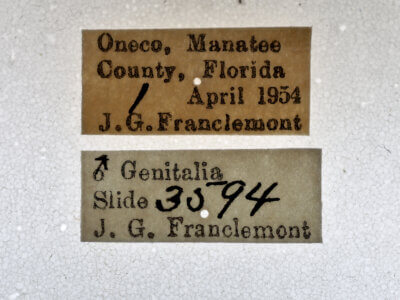 Oneco, Manatee
County, Florida
1 April 1954
J. G. Franclemont
♂ Genitalia
Slide 3594
J. G. Franclemont